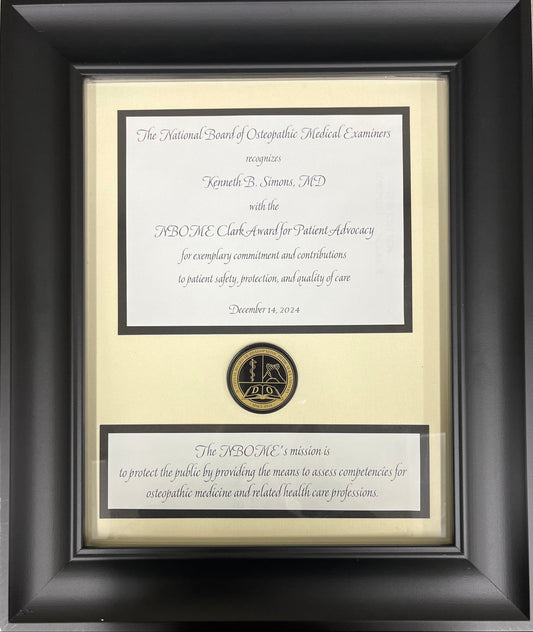 The National Board of Osteopathic Medical Examiners
recognizes
Kenneth B. Simons, MD
with the
NBOME Clark Award for Patient Advocacy
for exemplary commitment and contributions
to patient safety, protection, and quality of care
December 14, 2024
D O
The NBOME's mission is
to protect the public by providing the means to assess competencies for
osteopathic medicine and related health care professions.